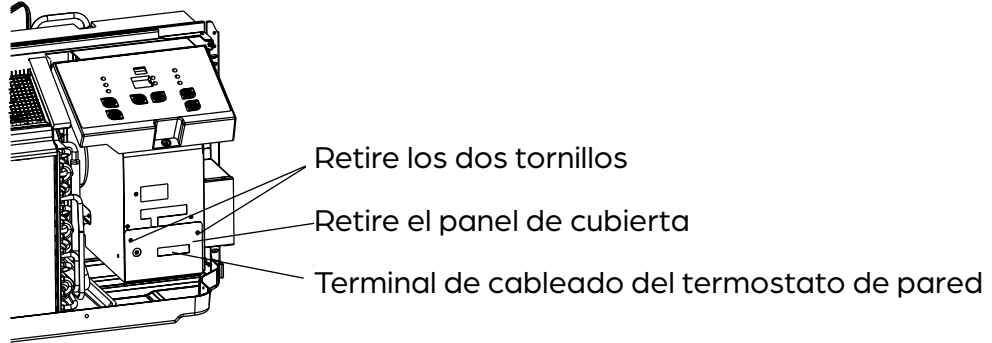 Retire los dos tornillos
Retire el panel de cubierta
Terminal de cableado del termostato de pared